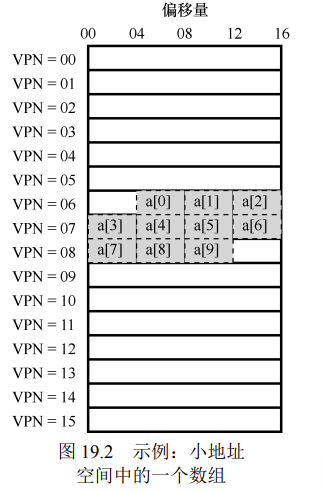 偏移量
00 04 08 12 16
VPN = 00
VPN = 01
VPN = 02
VPN = 03
VPN = 04
VPN = 05
VPN = 06 a[0] a[1] a[2]
VPN = 07 a[3] a[4] a[5] a[6]
VPN = 08 a[7] a[8] a[9]
VPN = 09
VPN = 10
VPN = 11
VPN = 12
VPN = 13
VPN = 14
VPN = 15
图 19.2 示例：小地址
空间中的一个数组